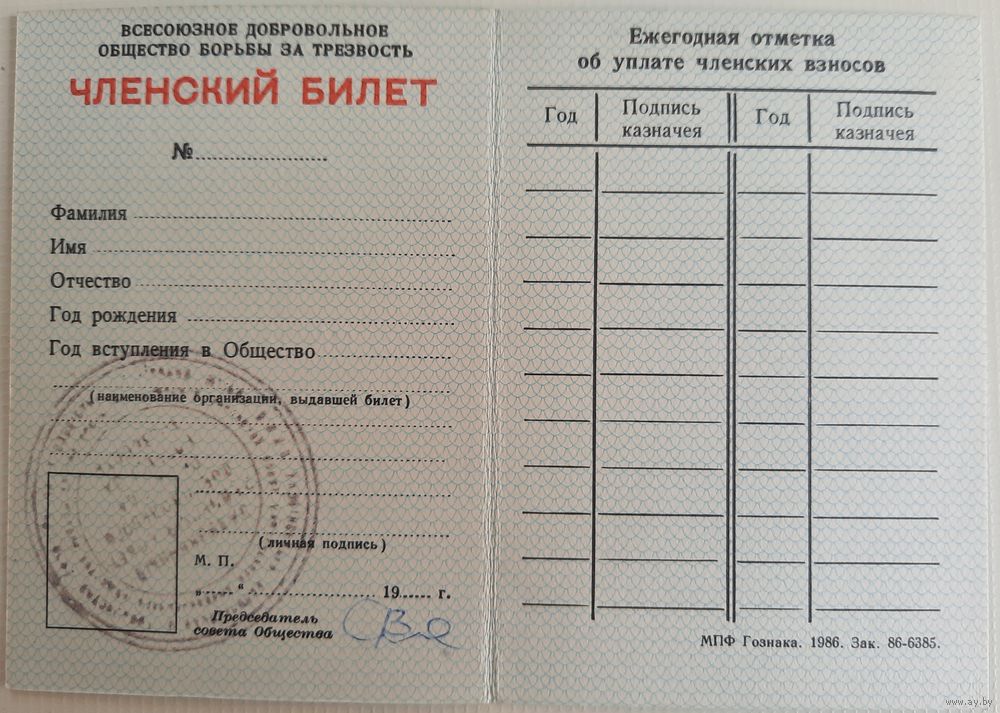 ВСЕСОЮЗНОЕ ДОБРОВОЛЬНОЕ
ОБЩЕСТВО БОРЬБЫ ЗА ТРЕЗВОСТЬ
ЧЛЕНСКИЙ БИЛЕТ
№
Фамилия
Имя
Отчество
Год рождения
Год вступления в Общество
(наименование организации, выдавшей билет)
(личная подпись)
М. П.
„ “ 19 г.
Председатель
совета Общества
Ежегодная отметка
об уплате членских взносов
Год Подпись казначея Год Подпись казначея
МПФ Гознака. 1986. Зак. 86-6385.
www.ay.by